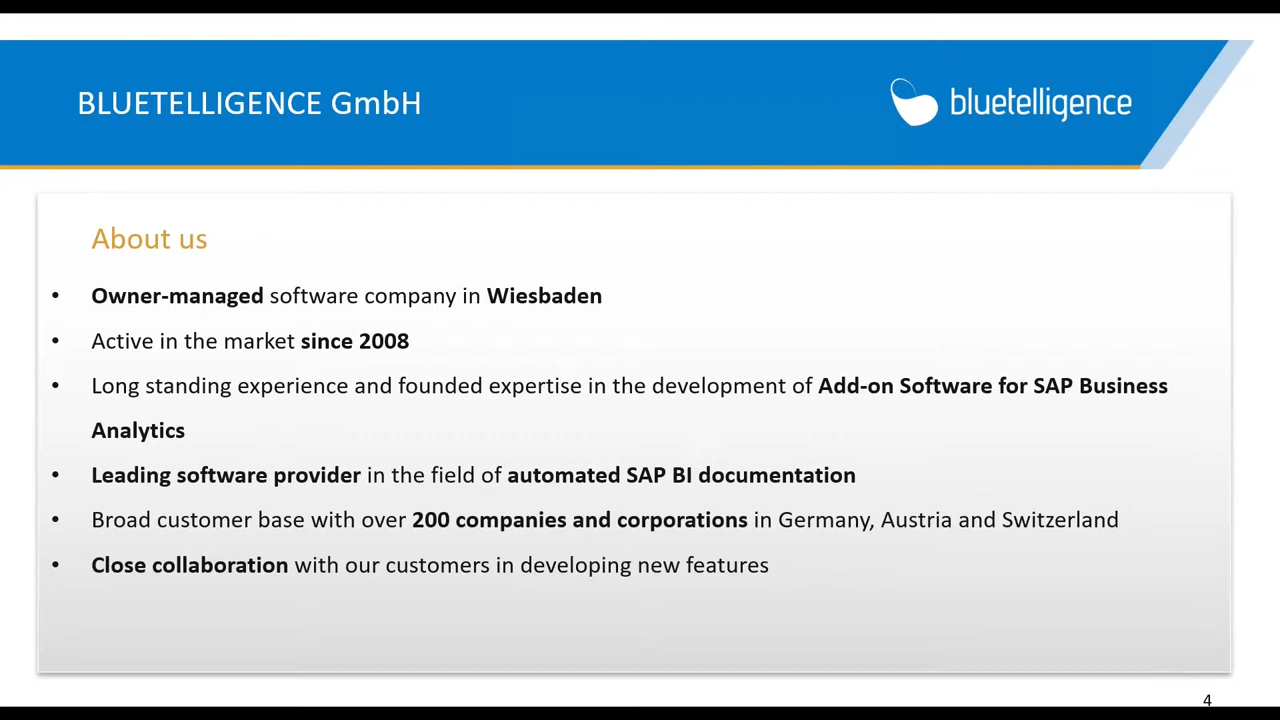 BLUETELLIGENCE GmbH
bluetelligence
About us
• Owner-managed software company in Wiesbaden
• Active in the market since 2008
• Long standing experience and founded expertise in the development of Add-on Software for SAP Business
Analytics
• Leading software provider in the field of automated SAP BI documentation
• Broad customer base with over 200 companies and corporations in Germany, Austria and Switzerland
• Close collaboration with our customers in developing new features
4